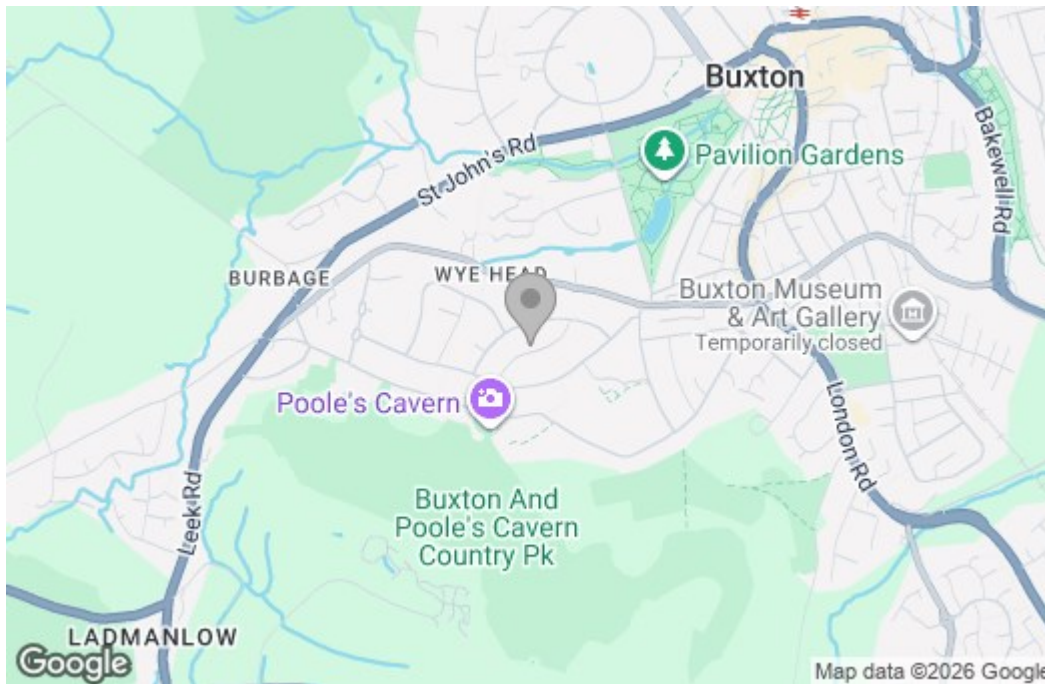 Buxton
St John's Rd
Pavilion Gardens
Bakewell Rd
BURBAGE
WYE HEAD
Buxton Museum
& Art Gallery
Temporarily closed
Poole's Cavern
London Rd
Leek Rd
Buxton And
Poole's Cavern
Country Pk
LADMANLOW
Google
Map data ©2026 Google